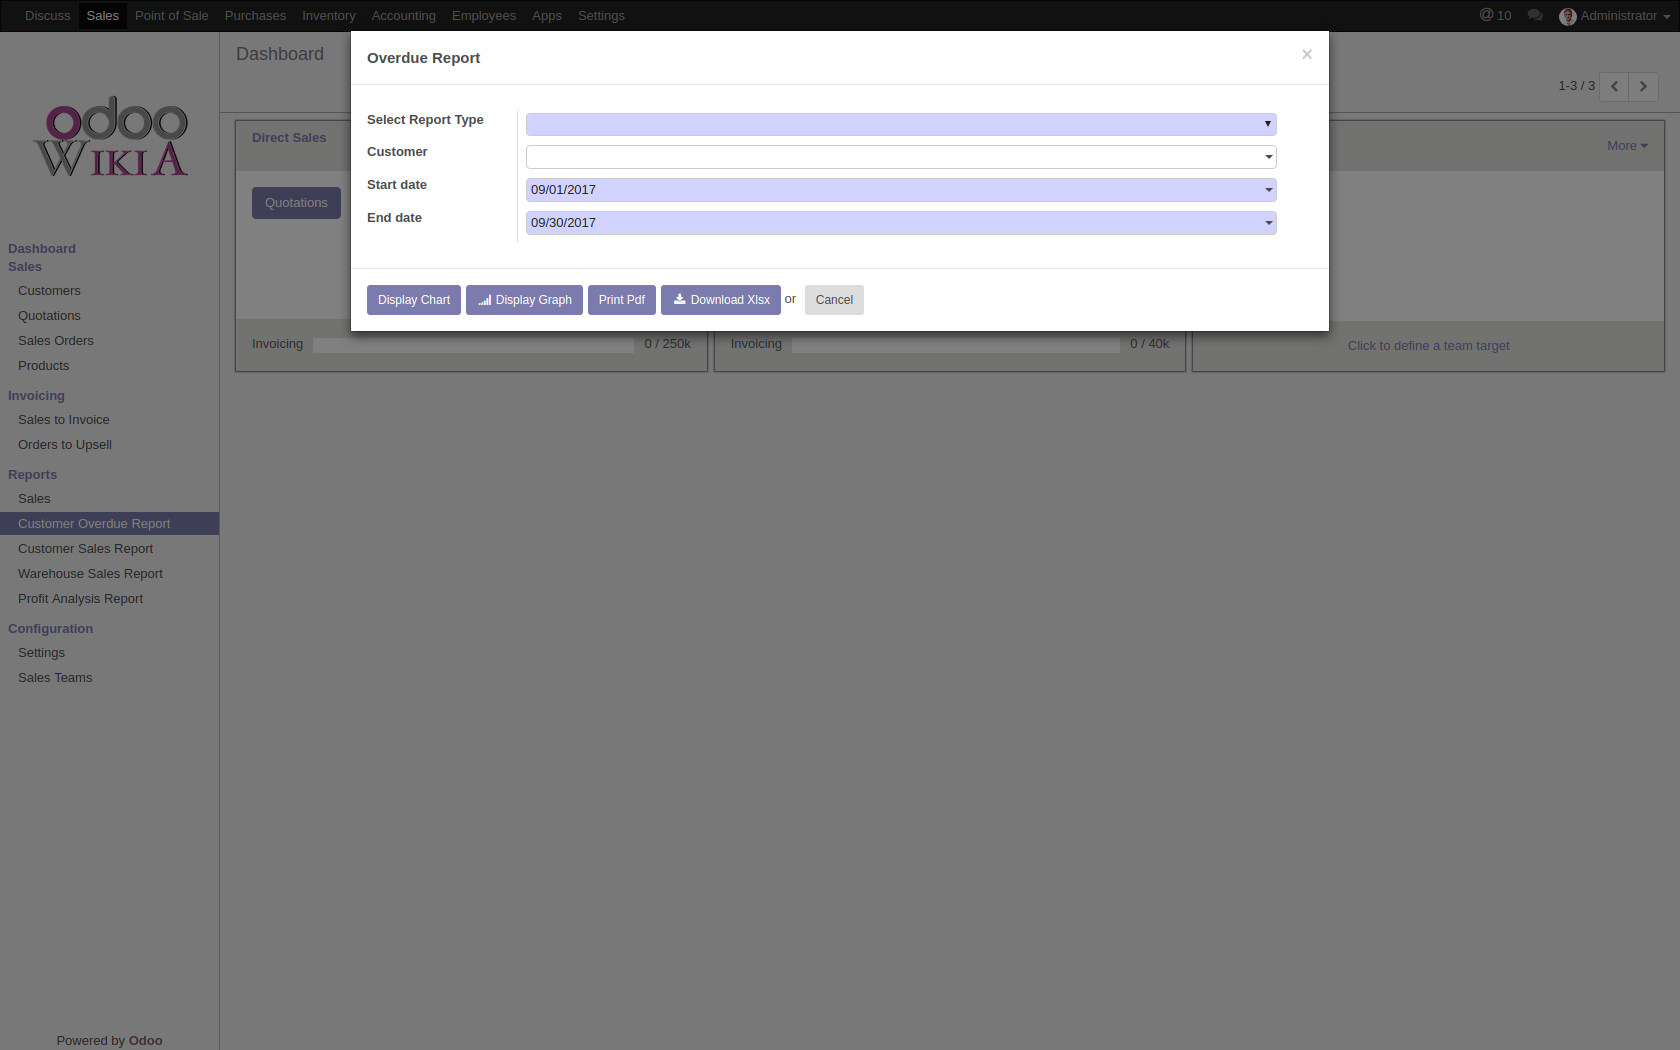 Discuss Sales Point of Sale Purchases Inventory Accounting Employees Apps Settings @ 10 Administrator
Dashboard
Overdue Report ×
1-3 / 3
odoo
WIKIA
Direct Sales
More
Quotations
Select Report Type
Customer
Start date 09/01/2017
End date 09/30/2017
Display Chart Display Graph Print Pdf Download Xlsx or Cancel
Invoicing 0 / 250k
Invoicing 0 / 40k
Click to define a team target
Dashboard
Sales
Customers
Quotations
Sales Orders
Products
Invoicing
Sales to Invoice
Orders to Upsell
Reports
Sales
Customer Overdue Report
Customer Sales Report
Warehouse Sales Report
Profit Analysis Report
Configuration
Settings
Sales Teams
Powered by Odoo